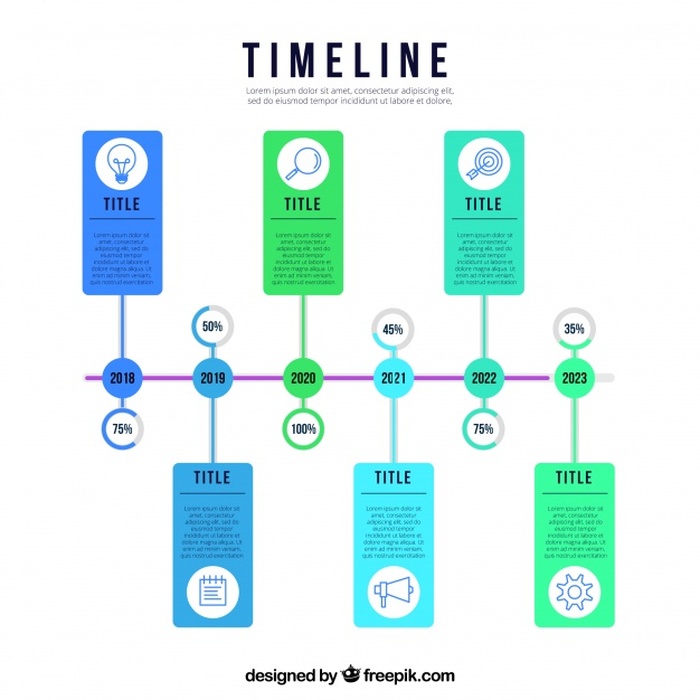 TIMELINE
Lorem ipsum dolor sit amet, consectetur adipiscing elit,
sed do eiusmod tempor incididunt ut labore et dolore,
TITLE
Lorem ipsum dolor sit
amet, consectetur
adipiscing elit, sed do
eiusmod tempor
incididunt ut labore et
dolore magna aliqua. Ut
enim ad minim veniam,
quis nostrud exercitation
TITLE
Lorem ipsum dolor sit
amet, consectetur
adipiscing elit, sed do
eiusmod tempor
incididunt ut labore et
dolore magna aliqua. Ut
enim ad minim veniam,
quis nostrud exercitation
TITLE
Lorem ipsum dolor sit
amet, consectetur
adipiscing elit, sed do
eiusmod tempor
incididunt ut labore et
dolore magna aliqua. Ut
enim ad minim veniam,
quis nostrud exercitation
50%
45%
35%
2018
2019
2020
2021
2022
2023
75%
100%
75%
TITLE
Lorem ipsum dolor sit
amet, consectetur
adipiscing elit, sed do
eiusmod tempor
incididunt ut labore et
dolore magna aliqua. Ut
enim ad minim veniam,
quis nostrud exercitation
TITLE
Lorem ipsum dolor sit
amet, consectetur
adipiscing elit, sed do
eiusmod tempor
incididunt ut labore et
dolore magna aliqua. Ut
enim ad minim veniam,
quis nostrud exercitation
TITLE
Lorem ipsum dolor sit
amet, consectetur
adipiscing elit, sed do
eiusmod tempor
incididunt ut labore et
dolore magna aliqua. Ut
enim ad minim veniam,
quis nostrud exercitation
designed by freepik.com